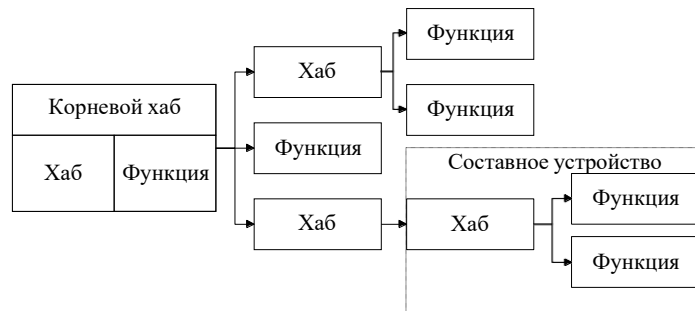 Корневой хаб
Хаб
Функция
Хаб
Функция
Хаб
Функция
Функция
Составное устройство
Хаб
Функция
Функция